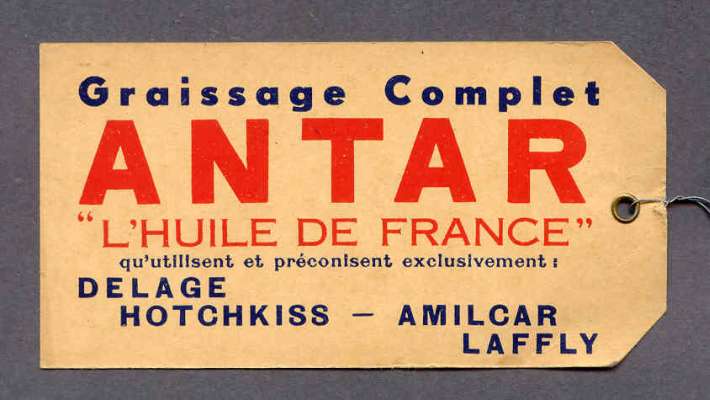 Graissage Complet
ANTAR
"L'HUILE DE FRANCE"
qu'utilisent et préconisent exclusivement :
DELAGE
HOTCHKISS — AMILCAR
LAFFLY